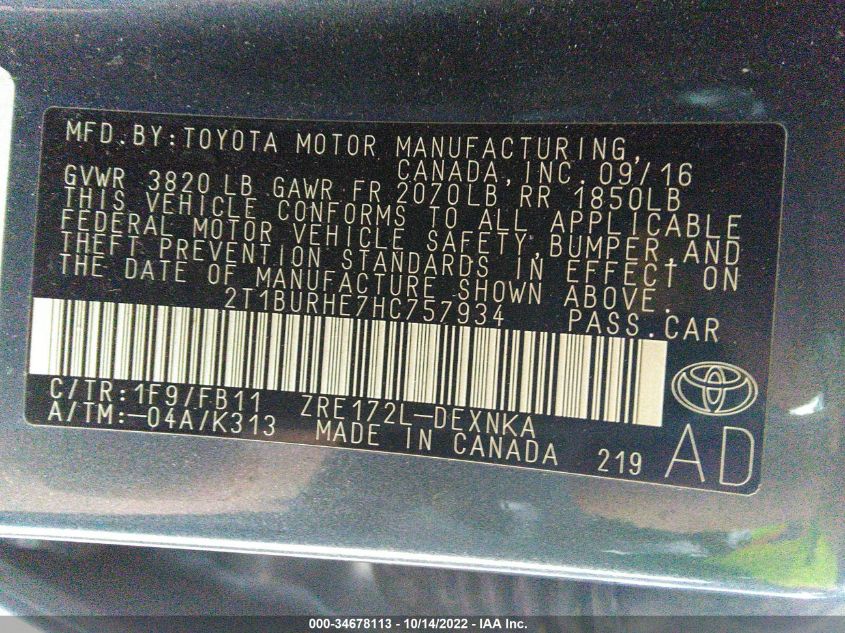 MFD.BY:TOYOTA MOTOR MANUFACTURING,
CANADA,INC.09/16
GVWR 3820LB GAWR FR 2070LB RR 1850LB
THIS VEHICLE CONFORMS TO ALL APPLICABLE
FEDERAL MOTOR VEHICLE SAFETY,BUMPER,AND
THEFT PREVENTION STANDARDS IN EFFECT ON
THE DATE OF MANUFACTURE SHOWN ABOVE.
2T1BURHE7HC757934 PASS.CAR
C/TR:1F9/FB11 ZRE172L-DEXNKA
A/TM:-04A/K313 MADE IN CANADA 219 AD
000-34678113 - 10/14/2022 - IAA Inc.